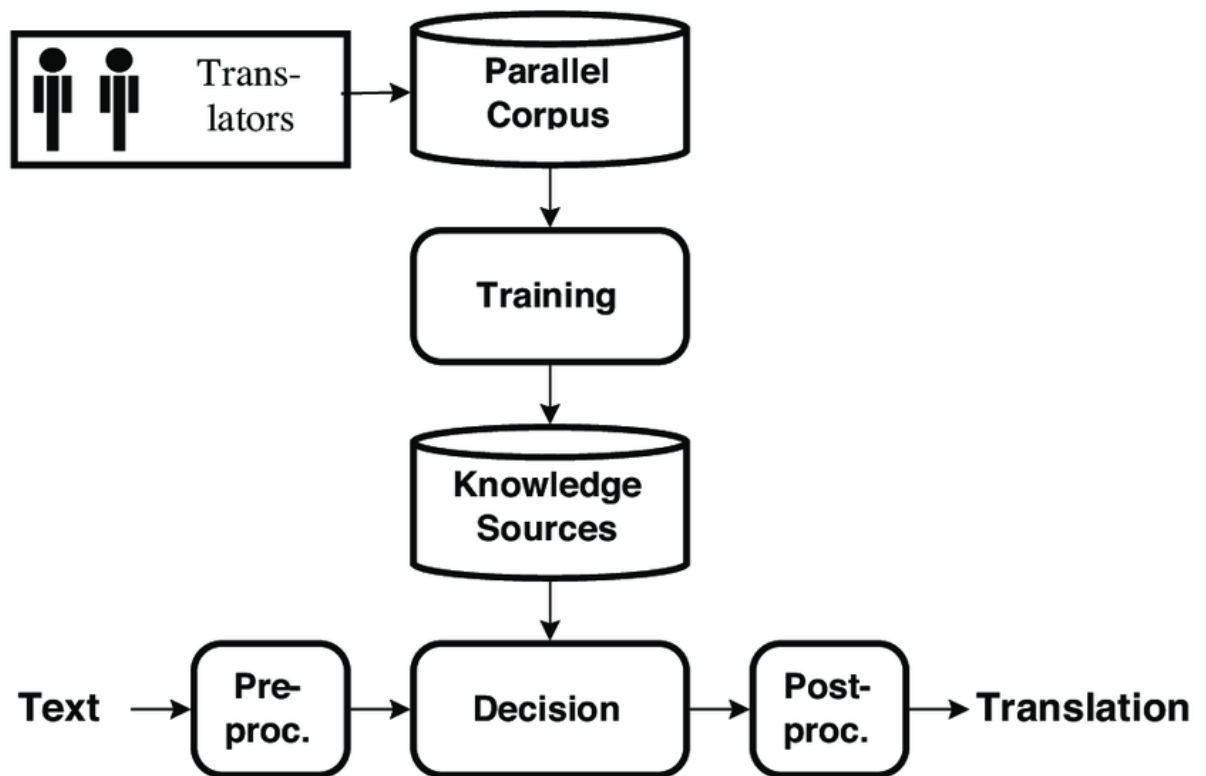 Trans-
lators
Parallel
Corpus
Training
Knowledge
Sources
Text
Pre-
proc.
Decision
Post-
proc.
Translation